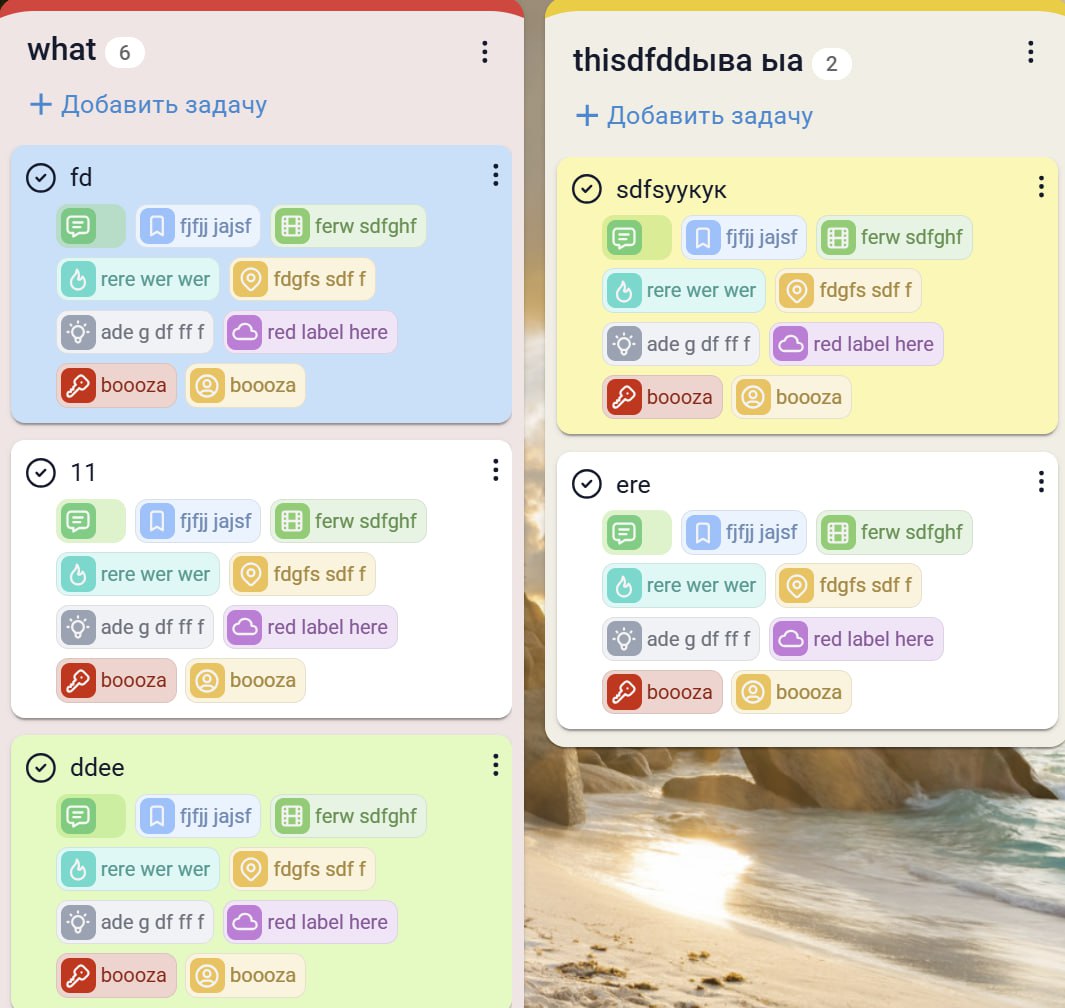 what 6
Добавить задачу
fd
fjfjj jajsf ferw sdfghf
rere wer wer fdgfs sdf f
ade g df ff f red label here
boooza boooza
11
fjfjj jajsf ferw sdfghf
rere wer wer fdgfs sdf f
ade g df ff f red label here
boooza boooza
ddee
fjfjj jajsf ferw sdfghf
rere wer wer fdgfs sdf f
ade g df ff f red label here
boooza boooza
thisdfddыва ыа 2
Добавить задачу
sdfsуукук
fjfjj jajsf ferw sdfghf
rere wer wer fdgfs sdf f
ade g df ff f red label here
boooza boooza
ere
fjfjj jajsf ferw sdfghf
rere wer wer fdgfs sdf f
ade g df ff f red label here
boooza boooza